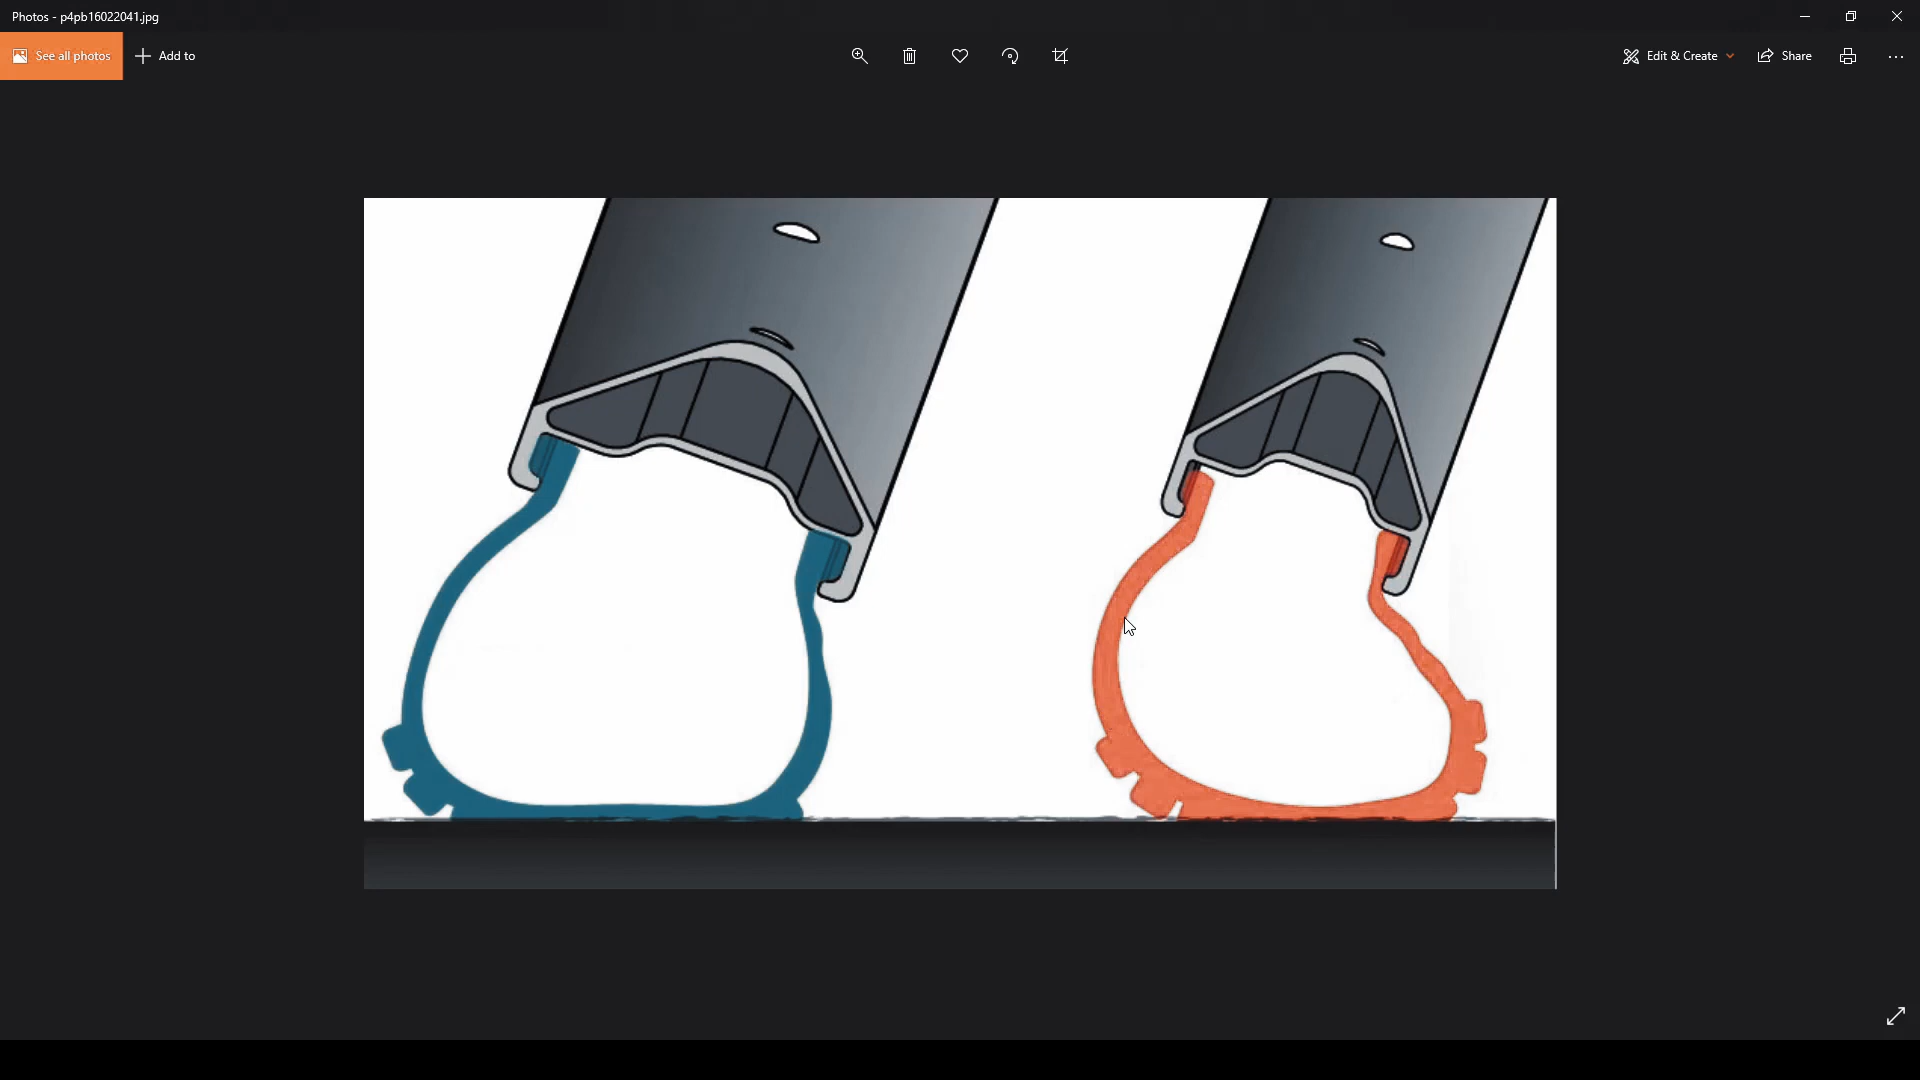 Photos - p4pb16022041.jpg
See all photos
Add to
Edit & Create
Share